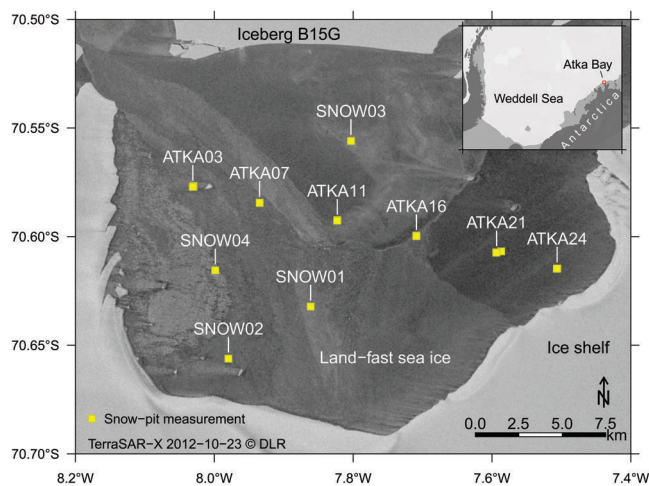 70.50°S
Iceberg B15G
Atka Bay
Weddell Sea
Antarctica
70.55°S
SNOW03
ATKA03
ATKA07
ATKA11
ATKA16
ATKA21
ATKA24
70.60°S
SNOW04
SNOW01
SNOW02
70.65°S
Land-fast sea ice
Ice shelf
N
Snow-pit measurement
0.0 2.5 5.0 7.5
km
TerraSAR-X 2012-10-23 © DLR
70.70°S
8.2°W 8.0°W 7.8°W 7.6°W 7.4°W